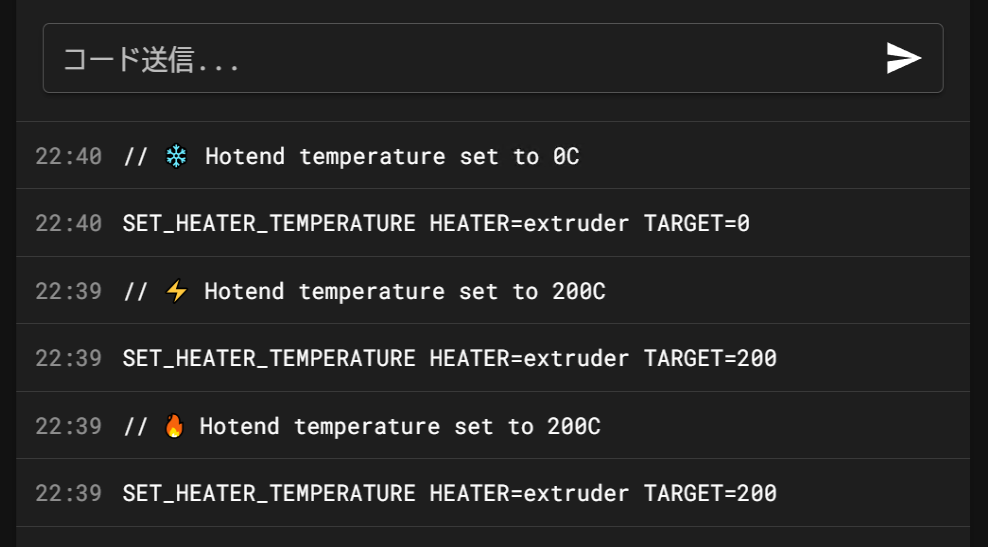 コード送信...
22:40 // ❄ Hotend temperature set to 0C
22:40 SET_HEATER_TEMPERATURE HEATER=extruder TARGET=0
22:39 // ⚡ Hotend temperature set to 200C
22:39 SET_HEATER_TEMPERATURE HEATER=extruder TARGET=200
22:39 // 🔥 Hotend temperature set to 200C
22:39 SET_HEATER_TEMPERATURE HEATER=extruder TARGET=200